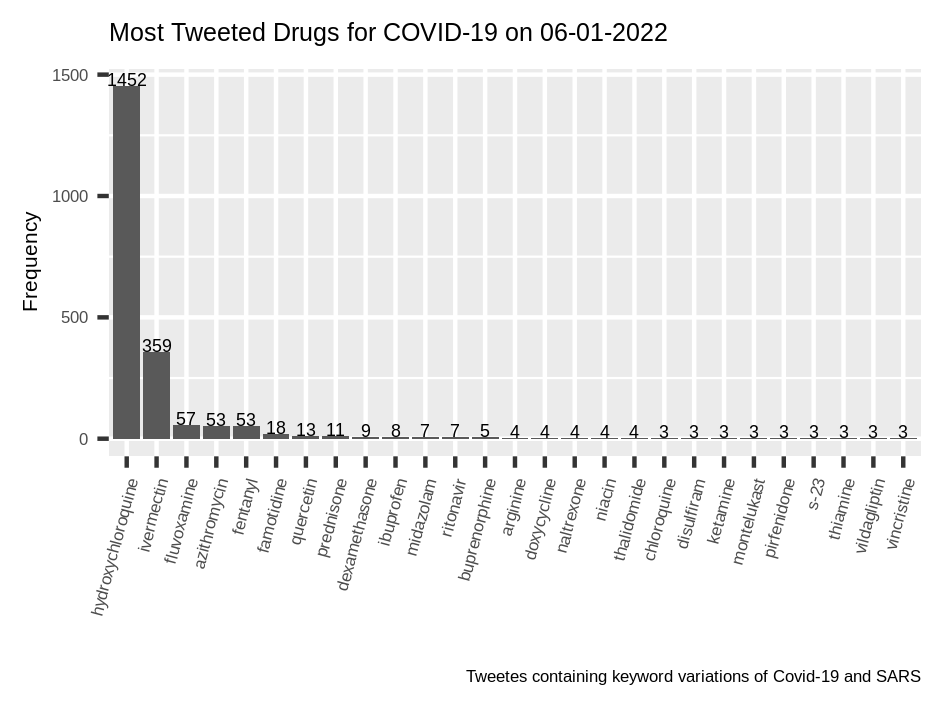 Most Tweeted Drugs for COVID-19 on 06-01-2022
Frequency
1500
1000
500
0
1452
359
57
53
53
18
13
11
9
8
7
7
5
4
4
4
4
4
3
3
3
3
3
3
3
3
3
hydroxychloroquine
ivermectin
fluvoxamine
azithromycin
fentanyl
famotidine
quercetin
prednisone
dexamethasone
ibuprofen
midazolam
ritonavir
buprenorphine
arginine
doxycycline
naltrexone
niacin
thalidomide
chloroquine
disulfiram
ketamine
montelukast
pirfenidone
s-23
thiamine
vildagliptin
vincristine
Tweetes containing keyword variations of Covid-19 and SARS